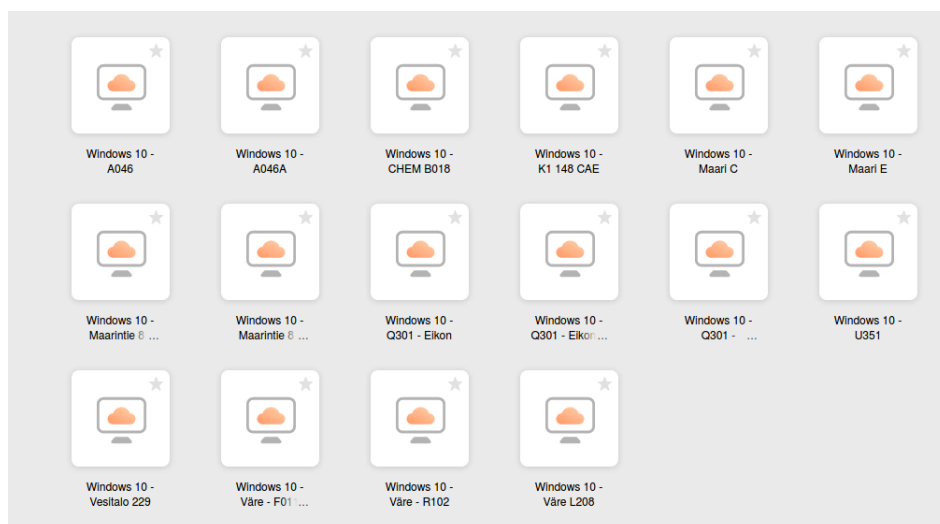 Windows 10 -
A046
Windows 10 -
A046A
Windows 10 -
CHEM B018
Windows 10 -
K1 148 CAE
Windows 10 -
Maari C
Windows 10 -
Maari E
Windows 10 -
Maarintie 8 ...
Windows 10 -
Maarintie 8 ...
Windows 10 -
Q301 - Eikon
Windows 10 -
Q301 - Eikon ...
Windows 10 -
Q301 - ...
Windows 10 -
U351
Windows 10 -
Vesitalo 229
Windows 10 -
Väre - ...
Windows 10 -
Väre - R102
Windows 10 -
Väre L208